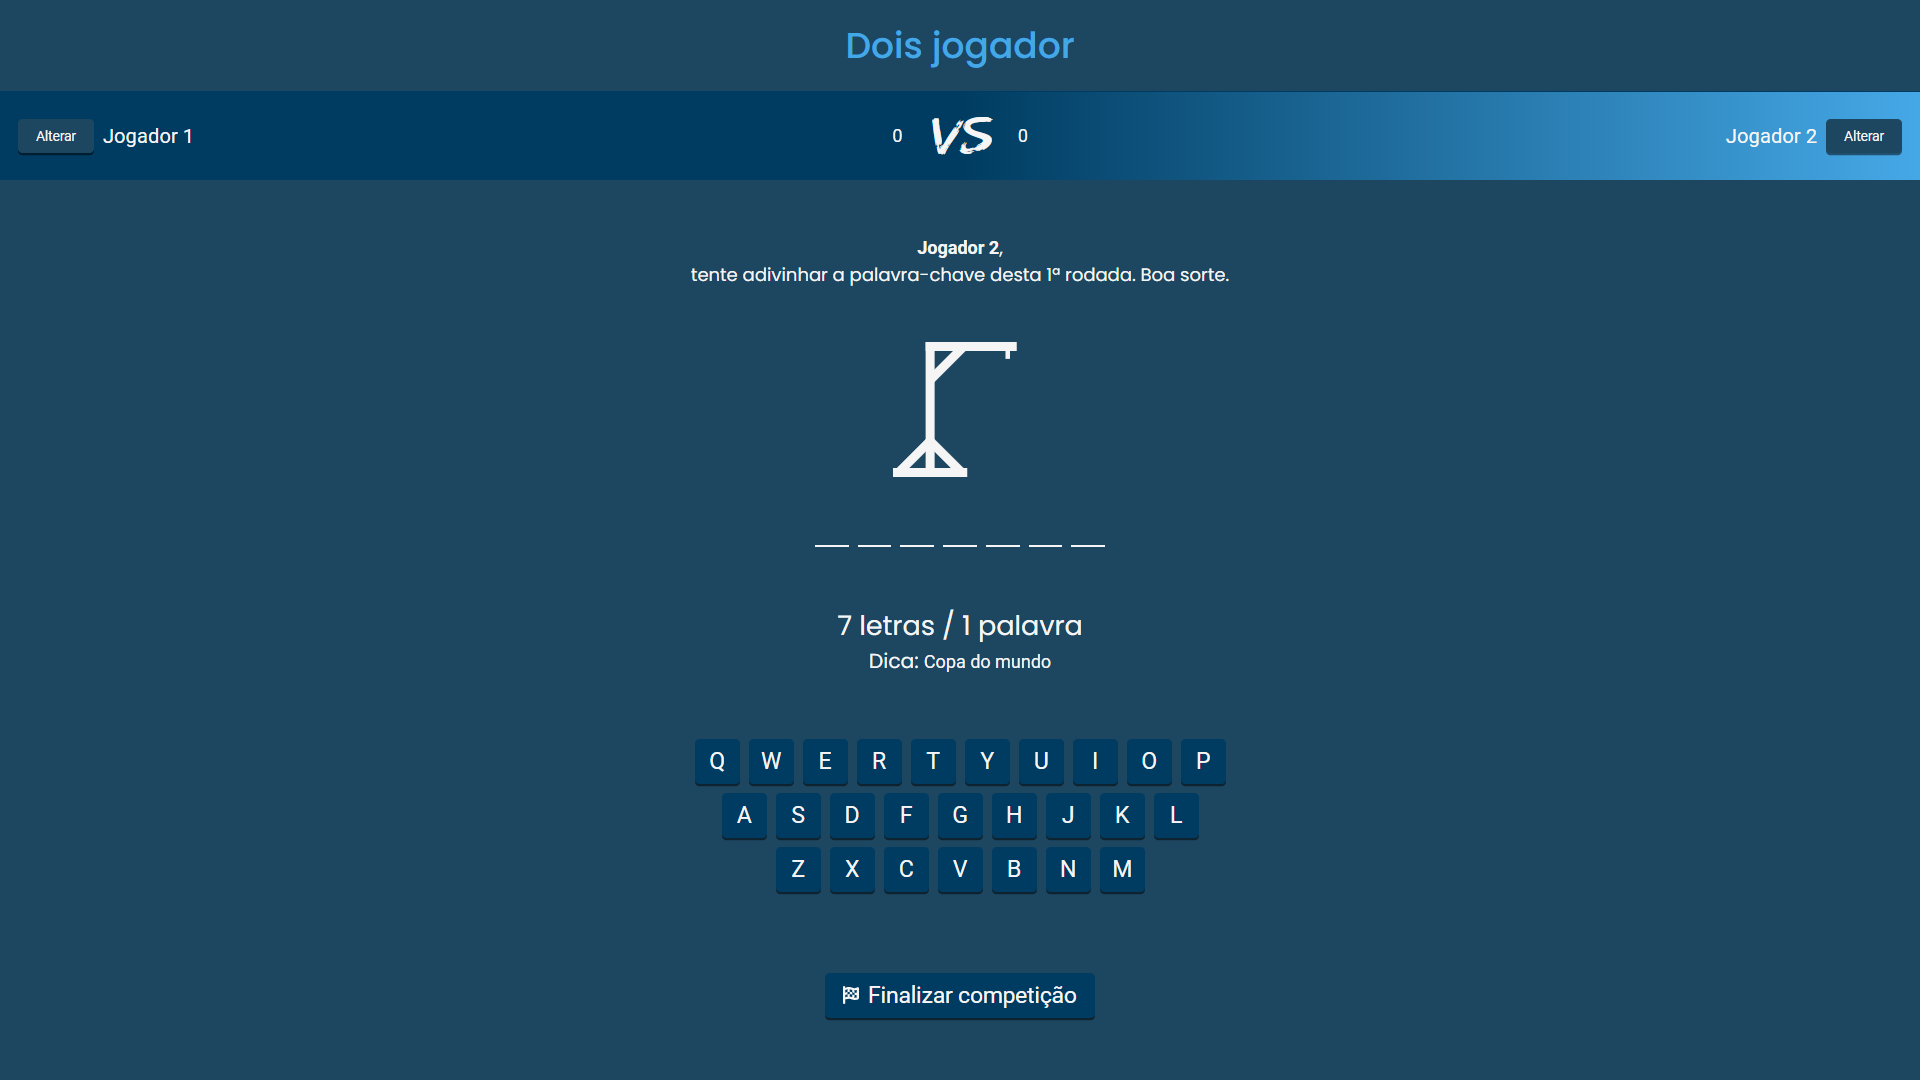 Dois jogador
Alterar Jogador 1 0 VS 0 Jogador 2 Alterar
Jogador 2,
tente adivinhar a palavra-chave desta 1ª rodada. Boa sorte.
7 letras / 1 palavra
Dica: Copa do mundo
Q W E R T Y U I O P
A S D F G H J K L
Z X C V B N M
Finalizar competição